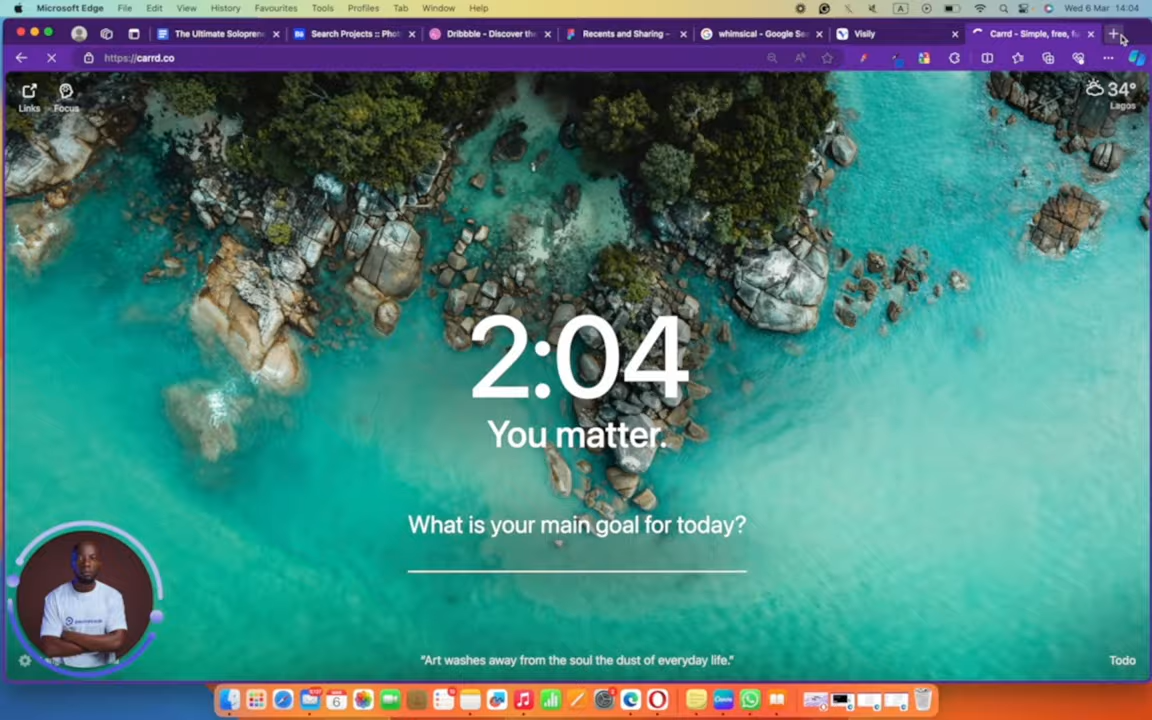 Microsoft Edge File Edit View History Favourites Tools Profiles Tab Window Help A Wed 6 Mar 14:04
The Ultimate Soloprene Search Projects :: Phot Dribbble - Discover the Recents and Sharing – whimsical - Google Sea Visily Carrd - Simple, free, fu
https://carrd.co
34°
Links Focus Lagos
2:04
You matter.
What is your main goal for today?
"Art washes away from the soul the dust of everyday life."
Todo